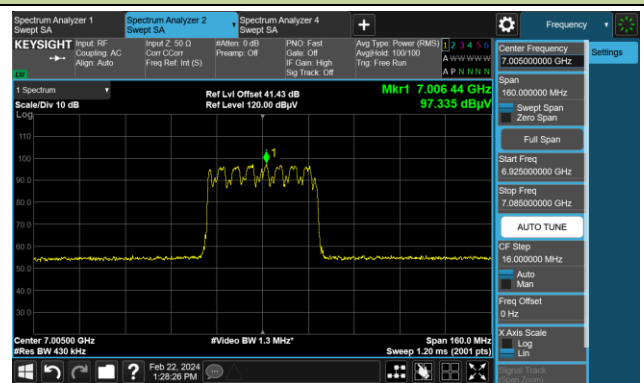 Spectrum Analyzer 1
Swept SA
Spectrum Analyzer 2
Swept SA
Spectrum Analyzer 4
Swept SA
Frequency
KEYSIGHT
Input: RF
Coupling: AC
Align: Auto
Input Z: 50 Ω
Corr CCorr
Freq Ref: Int (S)
#Atten: 0 dB
Preamp: Off
PNO: Fast
Gate: Off
IF Gain: High
Sig Track: Off
Avg Type: Power (RMS)
Avg|Hold: 100/100
Trig: Free Run
1 2 3 4 5 6
A W W W W W
A P N N N N
LW
1 Spectrum
Scale/Div 10 dB
Log
Ref Lvl Offset 41.43 dB
Ref Level 120.00 dBµV
Mkr1 7.006 44 GHz
97.335 dBµV
110
100
90.0
80.0
70.0
60.0
50.0
40.0
30.0
1
Center 7.00500 GHz
#Res BW 430 kHz
#Video BW 1.3 MHz*
Span 160.0 MHz
Sweep 1.20 ms (2001 pts)
Center Frequency
7.005000000 GHz
Settings
Span
160.000000 MHz
Swept Span
Zero Span
Full Span
Start Freq
6.925000000 GHz
Stop Freq
7.085000000 GHz
AUTO TUNE
CF Step
16.000000 MHz
Auto
Man
Freq Offset
0 Hz
X Axis Scale
Log
Lin
Signal Track
(Span Zoom)
Feb 22, 2024
1:28:26 PM